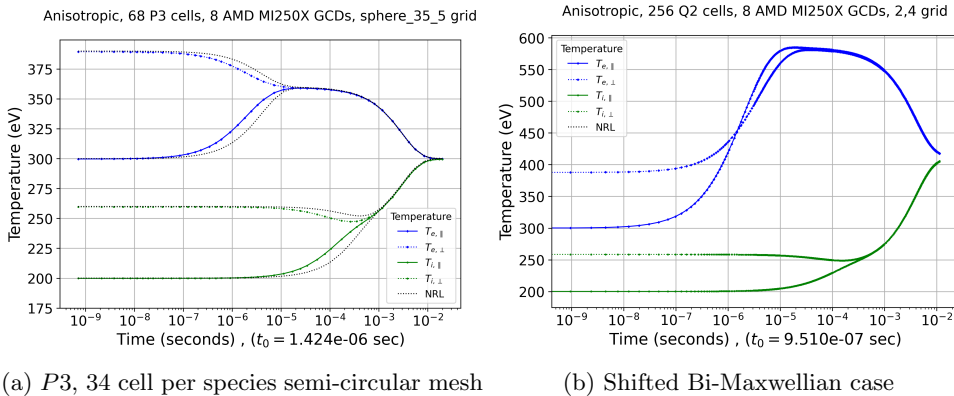 Anisotropic, 68 P3 cells, 8 AMD MI250X GCDs, sphere_35_5 grid
Temperature (eV)
375
350
325
300
275
250
225
200
175
Temperature
T_{e, ∥}
T_{e, ⊥}
T_{i, ∥}
T_{i, ⊥}
NRL
10⁻⁹ 10⁻⁸ 10⁻⁷ 10⁻⁶ 10⁻⁵ 10⁻⁴ 10⁻³ 10⁻²
Time (seconds) , (t₀ = 1.424e-06 sec)
(a) P3, 34 cell per species semi-circular mesh
Anisotropic, 256 Q2 cells, 8 AMD MI250X GCDs, 2,4 grid
Temperature (eV)
600
550
500
450
400
350
300
250
200
Temperature
T_{e, ∥}
T_{e, ⊥}
T_{i, ∥}
T_{i, ⊥}
NRL
10⁻⁹ 10⁻⁸ 10⁻⁷ 10⁻⁶ 10⁻⁵ 10⁻⁴ 10⁻³ 10⁻²
Time (seconds) , (t₀ = 9.510e-07 sec)
(b) Shifted Bi-Maxwellian case